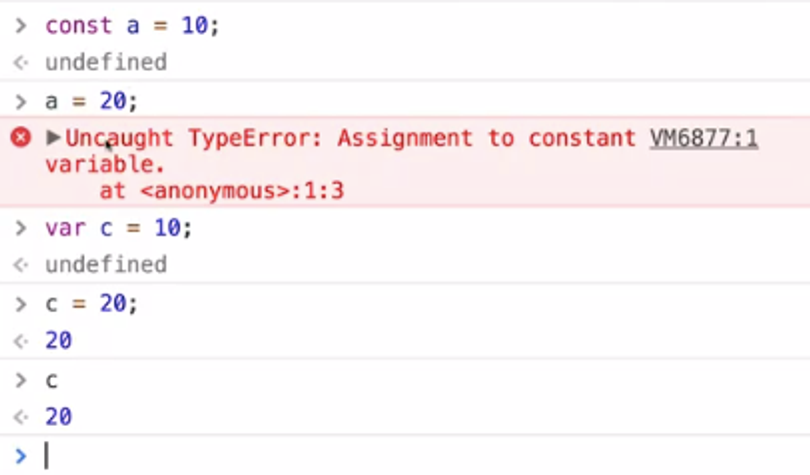 > const a = 10;
<· undefined
> a = 20;
▶Uncaught TypeError: Assignment to constant VM6877:1
variable.
    at <anonymous>:1:3
> var c = 10;
<· undefined
> c = 20;
<· 20
> c
<· 20
>